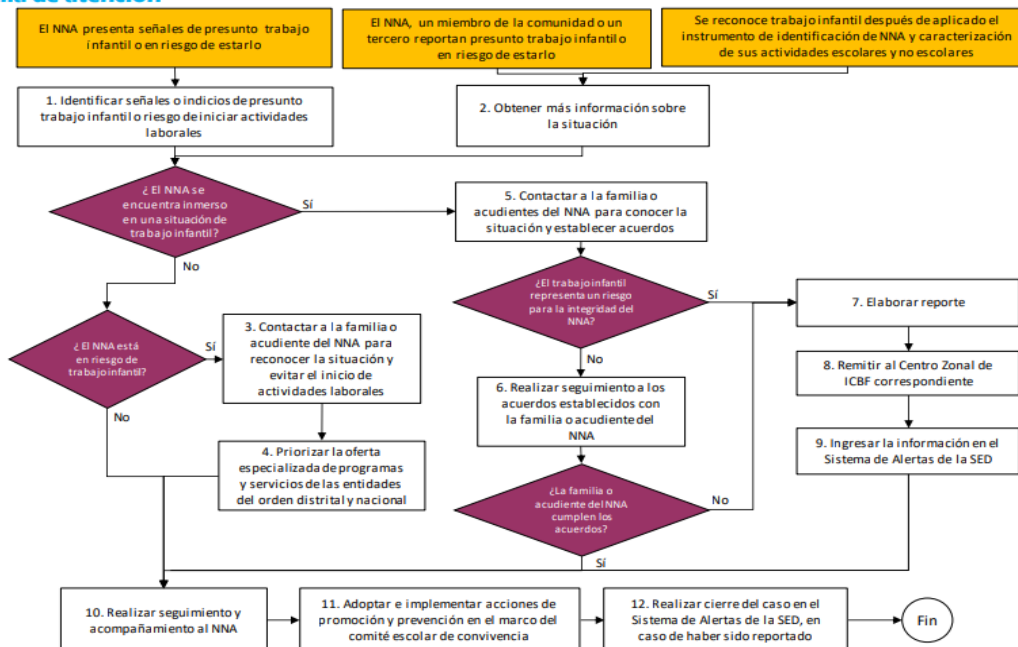 El NNA presenta señales de presunto trabajo
infantil o en riesgo de estarlo
El NNA, un miembro de la comunidad o un
tercero reportan presunto trabajo infantil o
en riesgo de estarlo
Se reconoce trabajo infantil después de aplicado el
instrumento de identificación de NNA y caracterización
de sus actividades escolares y no escolares
1. Identificar señales o indicios de presunto
trabajo infantil o riesgo de iniciar actividades
laborales
2. Obtener más información sobre
la situación
¿ El NNA se
encuentra inmerso
en una situación de
trabajo infantil?
Sí
No
5. Contactar a la familia o
acudientes del NNA para conocer la
situación y establecer acuerdos
¿El trabajo infantil
representa un riesgo
para la integridad del
NNA?
Sí
No
7. Elaborar reporte
¿ El NNA está
en riesgo de
trabajo infantil?
Sí
No
3. Contactar a la familia o
acudiente del NNA para
reconocer la situación y
evitar el inicio de
actividades laborales
6. Realizar seguimiento a los
acuerdos establecidos con
la familia o acudiente del
NNA
8. Remitir al Centro Zonal de
ICBF correspondiente
4. Priorizar la oferta
especializada de programas
y servicios de las entidades
del orden distrital y nacional
9. Ingresar la información en el
Sistema de Alertas de la SED
¿La familia o
acudiente del NNA
cumplen los
acuerdos?
No
Sí
10. Realizar seguimiento y
acompañamiento al NNA
11. Adoptar e implementar acciones de
promoción y prevención en el marco del
comité escolar de convivencia
12. Realizar cierre del caso en el
Sistema de Alertas de la SED, en
caso de haber sido reportado
Fin